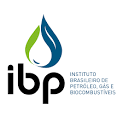 ibp
INSTITUTO
BRASILEIRO DE
PETRÓLEO, GÁS E
BIOCOMBUSTÍVEIS